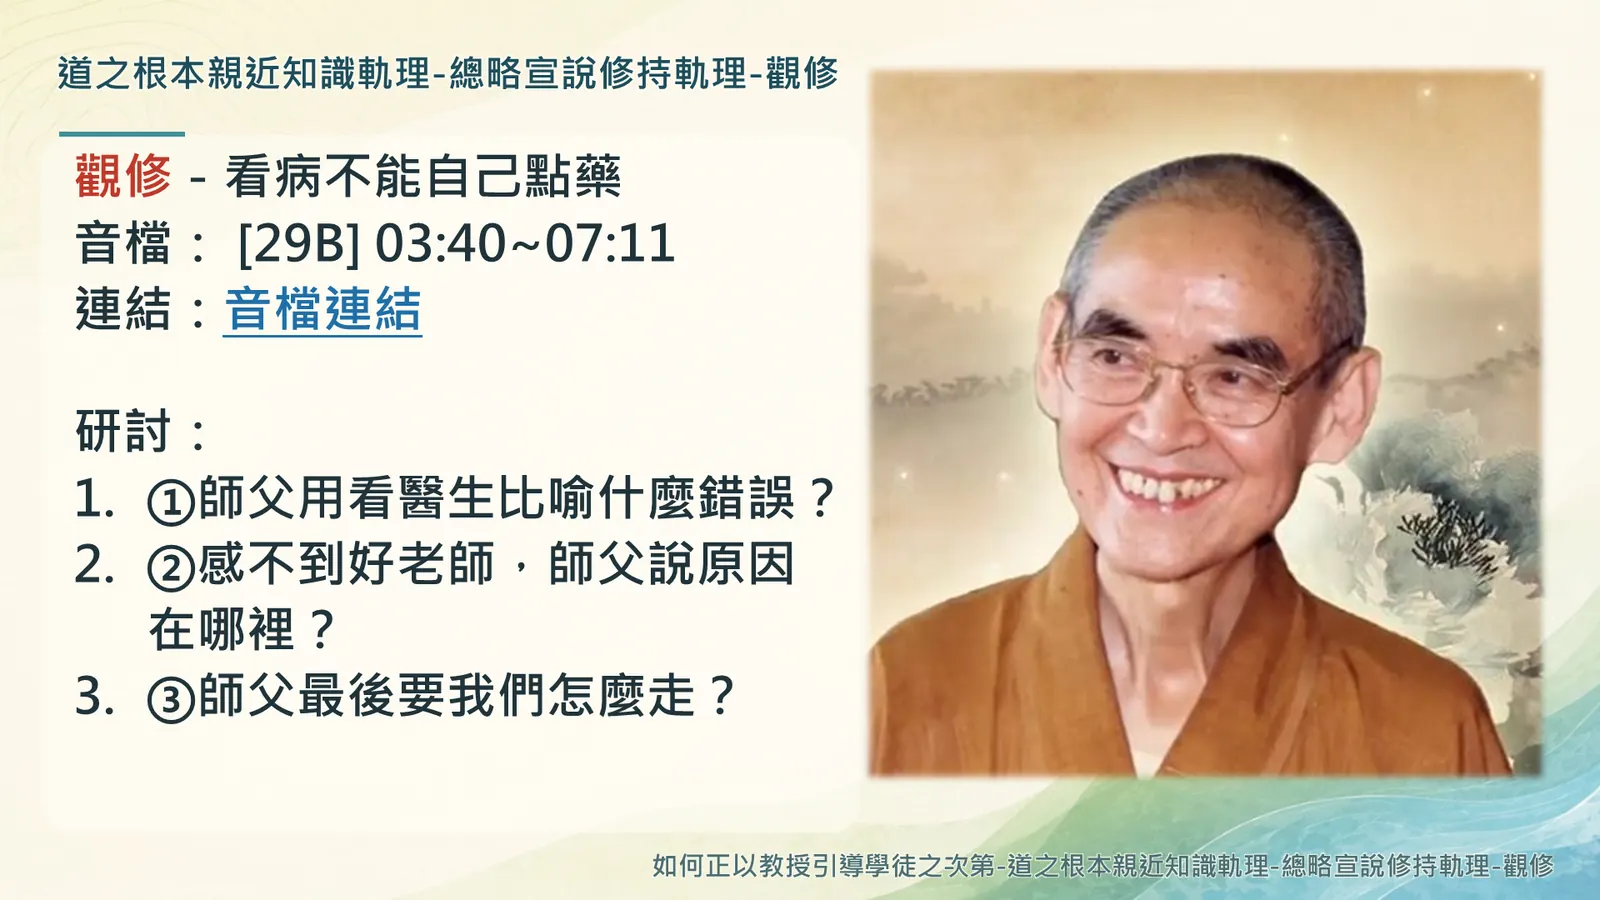 道之根本親近知識軌理-總略宣說修持軌理-觀修
觀修 - 看病不能自己點藥
音檔： [29B] 03:40~07:11
連結：音檔連結
研討：
1. ①師父用看醫生比喻什麼錯誤？
2. ②感不到好老師，師父說原因
在哪裡？
3. ③師父最後要我們怎麼走？
如何正以教授引導學徒之次第-道之根本親近知識軌理-總略宣說修持軌理-觀修